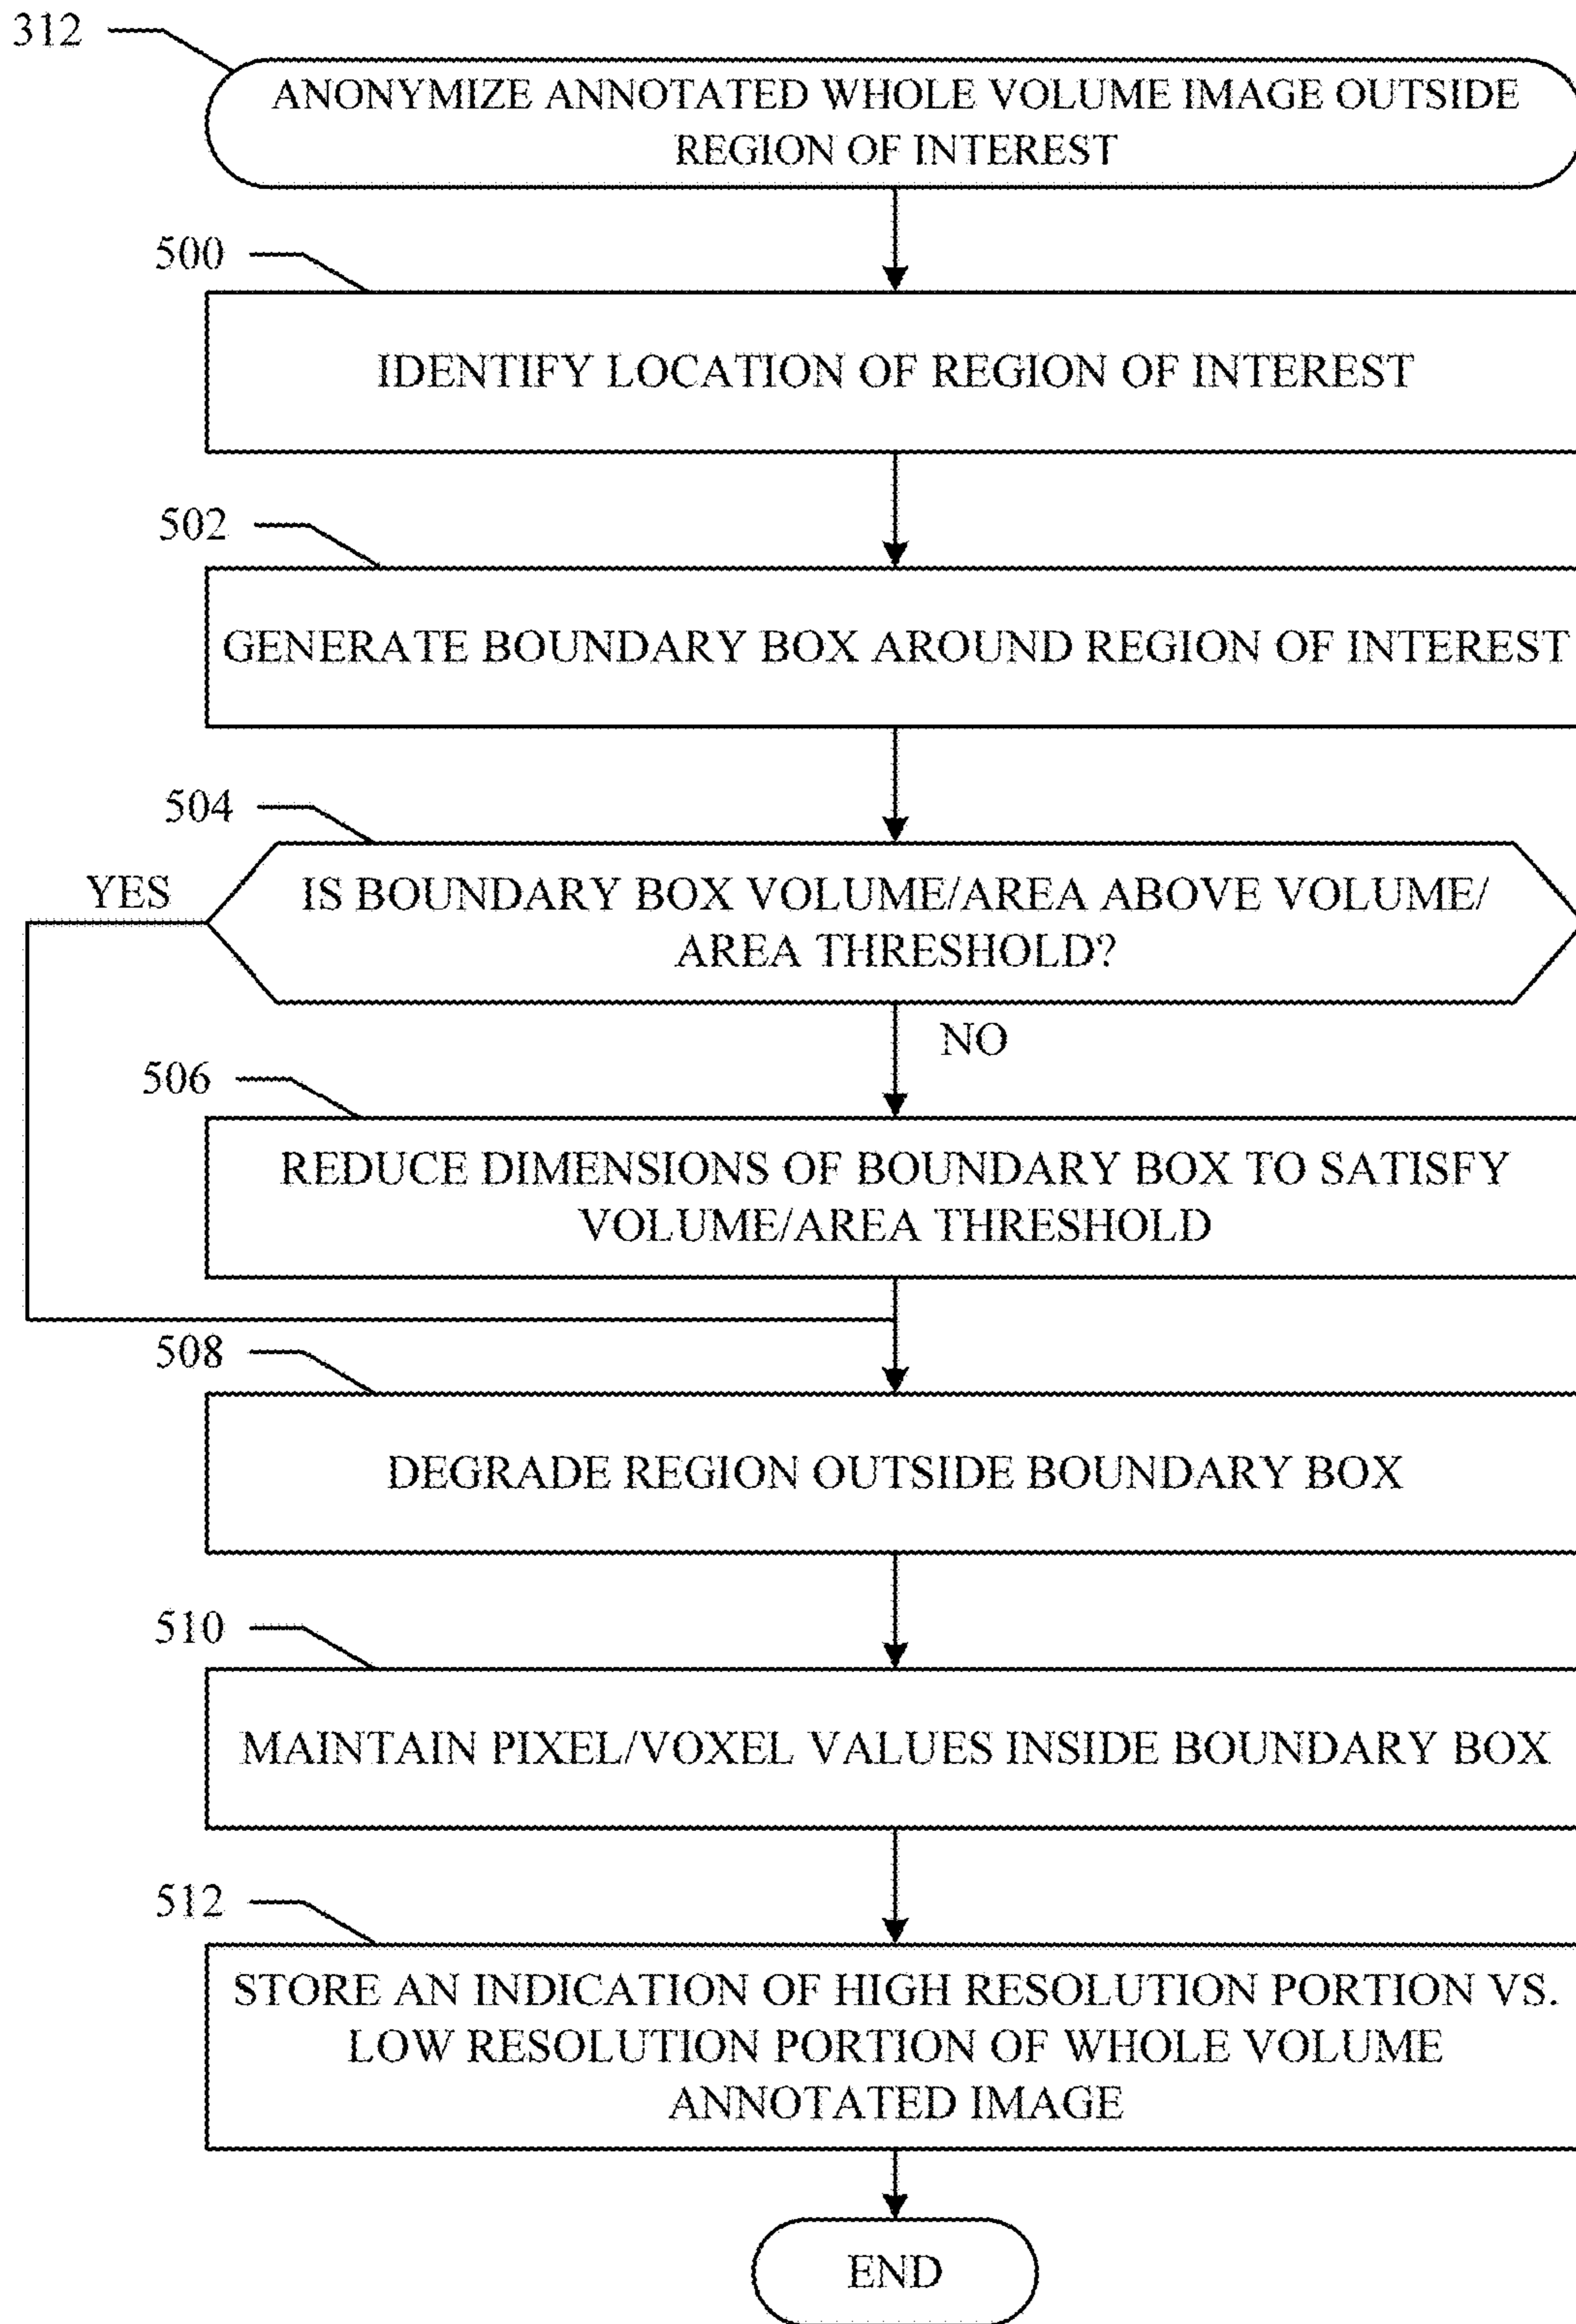 312
ANONYMIZE ANNOTATED WHOLE VOLUME IMAGE OUTSIDE
REGION OF INTEREST
500
IDENTIFY LOCATION OF REGION OF INTEREST
502
GENERATE BOUNDARY BOX AROUND REGION OF INTEREST
504
YES
IS BOUNDARY BOX VOLUME/AREA ABOVE VOLUME/
AREA THRESHOLD?
NO
506
REDUCE DIMENSIONS OF BOUNDARY BOX TO SATISFY
VOLUME/AREA THRESHOLD
508
DEGRADE REGION OUTSIDE BOUNDARY BOX
510
MAINTAIN PIXEL/VOXEL VALUES INSIDE BOUNDARY BOX
512
STORE AN INDICATION OF HIGH RESOLUTION PORTION VS.
LOW RESOLUTION PORTION OF WHOLE VOLUME
ANNOTATED IMAGE
END